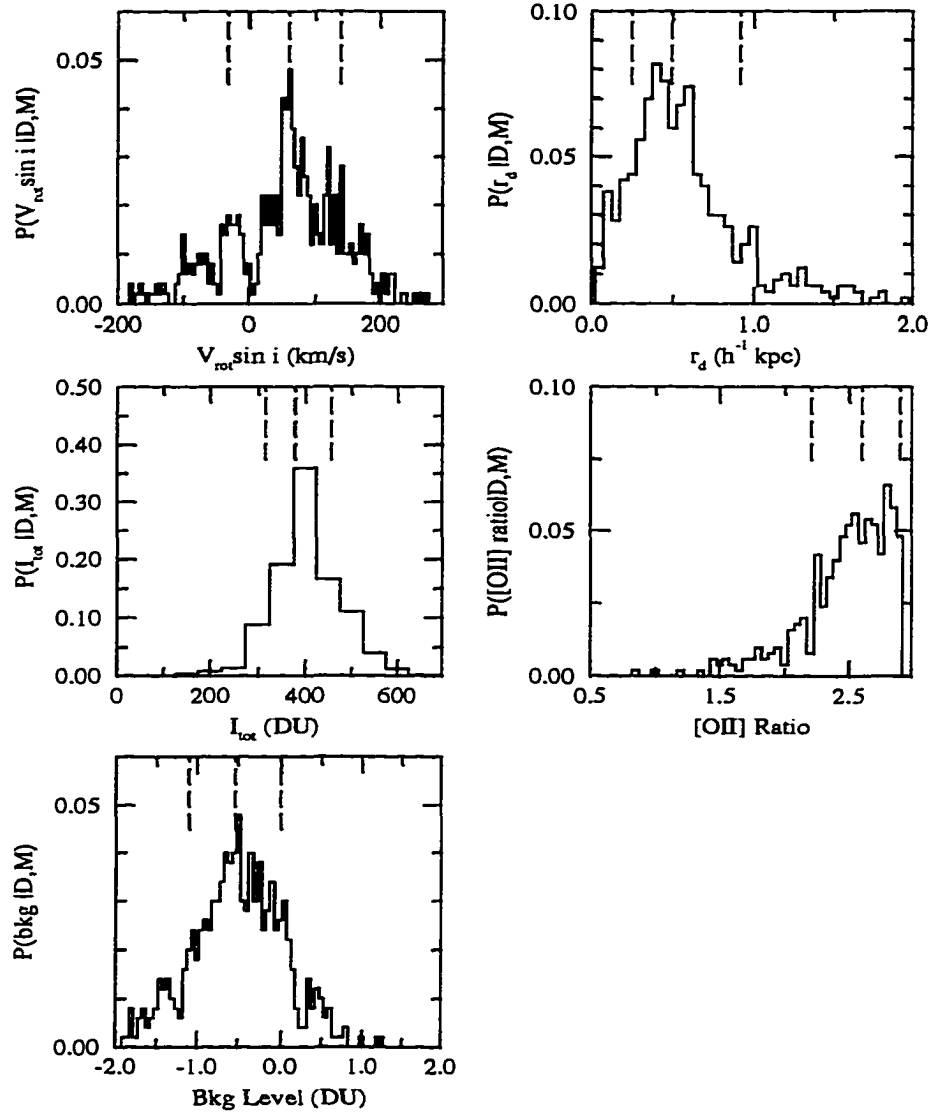 P(V_rot sin i |D,M)
0.05
0.00
-200 0 200
V_rot sin i (km/s)
P(r_d |D,M)
0.10
0.05
0.00
0.0 1.0 2.0
r_d (h^-1 kpc)
P(I_tot |D,M)
0.50
0.40
0.30
0.20
0.10
0.00
0 200 400 600
I_tot (DU)
P([OII] ratio|D,M)
0.10
0.05
0.00
0.5 1.5 2.5
[OII] Ratio
P(bkg |D,M)
0.05
0.00
-2.0 -1.0 0.0 1.0 2.0
Bkg Level (DU)